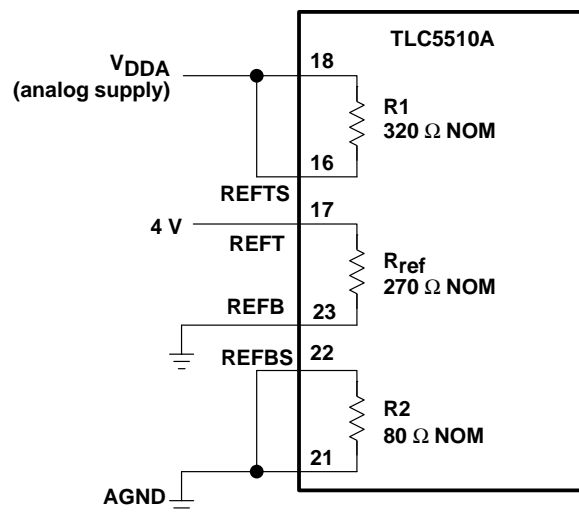 TLC5510A
V_DDA
(analog supply)
18
R1
320 Ω NOM
16
REFTS
17
4 V
REFT
R_ref
270 Ω NOM
REFB
23
22
REFBS
R2
80 Ω NOM
21
AGND